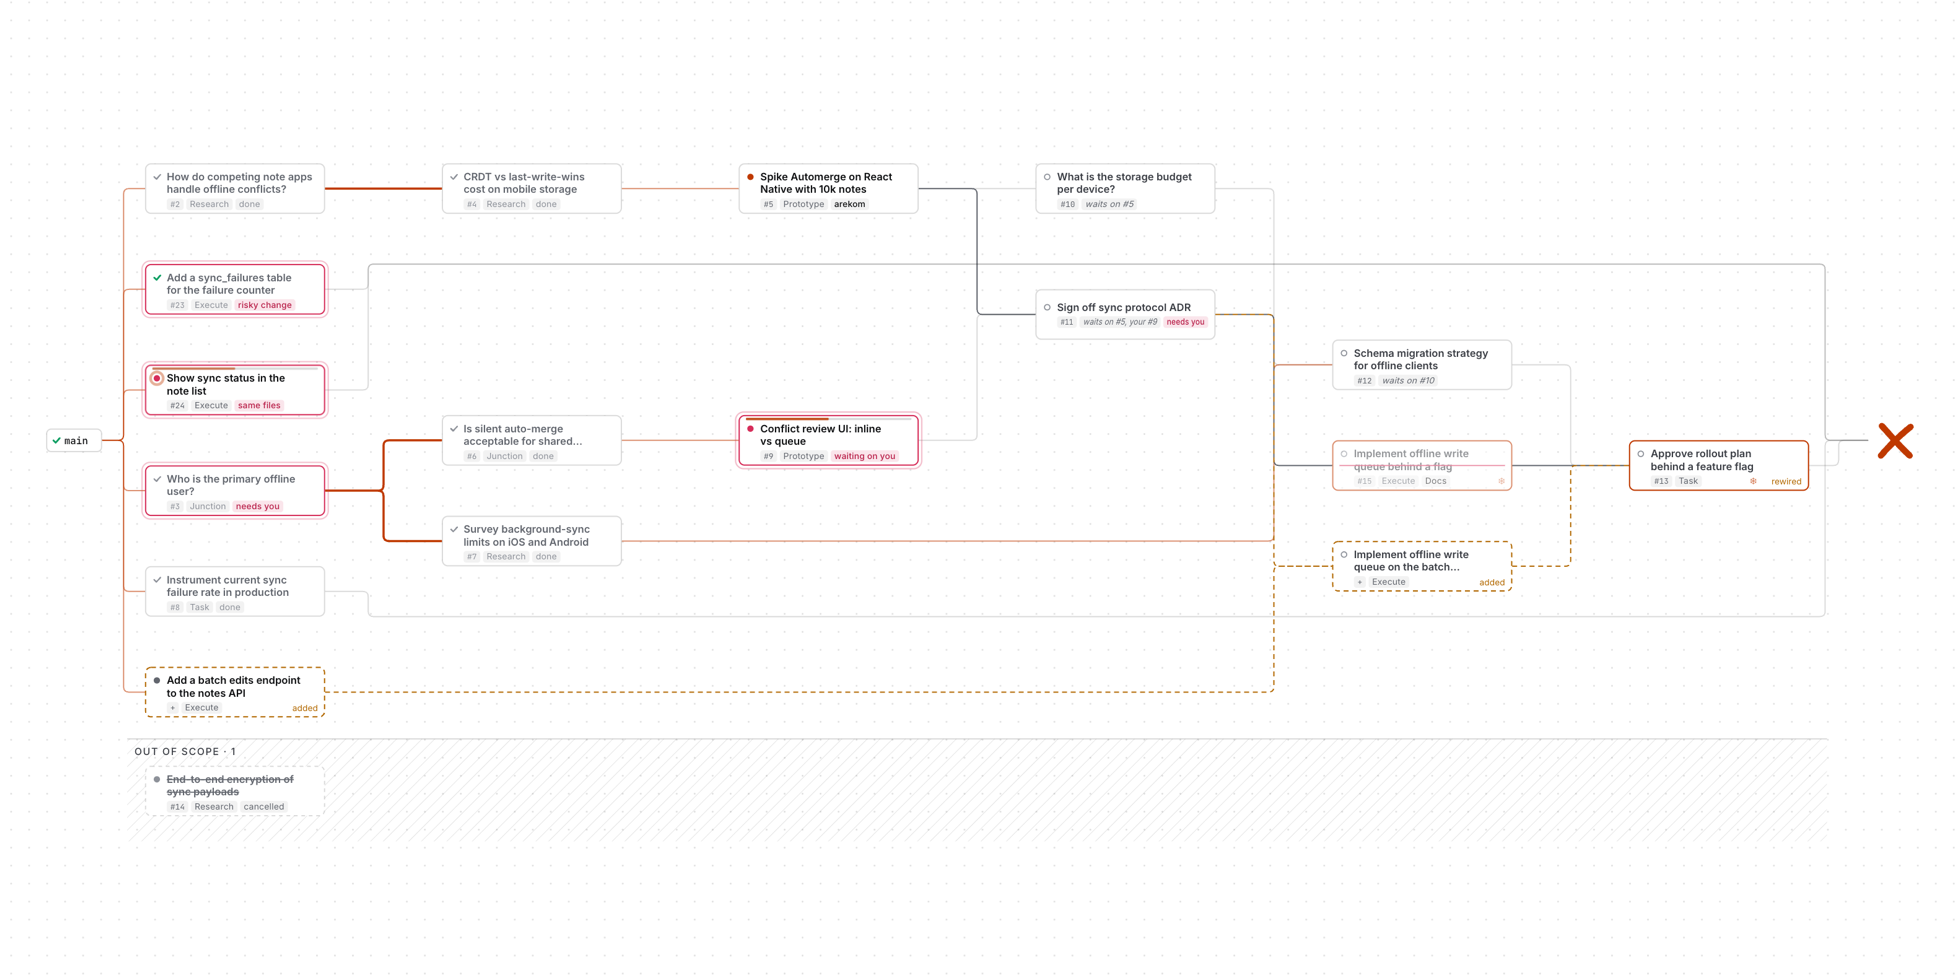 How do competing note apps
handle offline conflicts?
#2 Research done
CRDT vs last-write-wins
cost on mobile storage
#4 Research done
Spike Automerge on React
Native with 10k notes
#5 Prototype arekom
What is the storage budget
per device?
#10 waits on #5
Add a sync_failures table
for the failure counter
#23 Execute risky change
Sign off sync protocol ADR
#11 waits on #5, your #9 needs you
Schema migration strategy
for offline clients
#12 waits on #10
Show sync status in the
note list
#24 Execute same files
main
Is silent auto-merge
acceptable for shared...
#6 Junction done
Conflict review UI: inline
vs queue
#9 Prototype waiting on you
Implement offline write
queue behind a flag
#15 Execute Docs
Approve rollout plan
behind a feature flag
#13 Task rewired
Who is the primary offline
user?
#3 Junction needs you
Survey background-sync
limits on iOS and Android
#7 Research done
Implement offline write
queue on the batch...
+ Execute added
Instrument current sync
failure rate in production
#8 Task done
Add a batch edits endpoint
to the notes API
+ Execute added
OUT OF SCOPE · 1
End-to-end encryption of
sync payloads
#14 Research cancelled